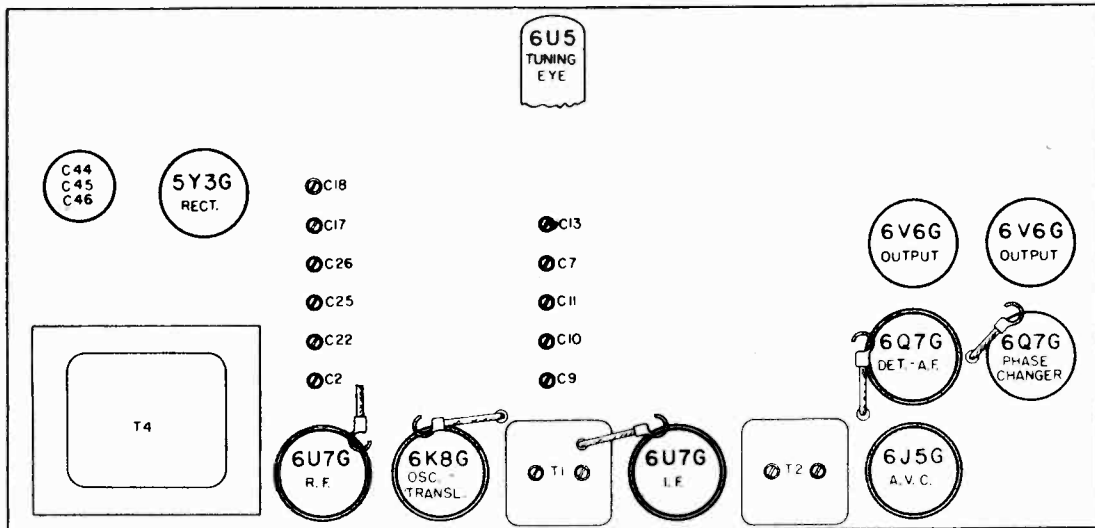 6U5
TUNING
EYE
C44
C45
C46
5Y3G
RECT.
C18
C17
C26
C25
C22
C2
C13
C7
C11
C10
C9
6V6G
OUTPUT
6V6G
OUTPUT
6Q7G
DET.-A.F.
6Q7G
PHASE
CHANGER
T4
6U7G
R.F.
6K8G
OSC.-
TRANSL.
T1
6U7G
I.F.
T2
6J5G
A.V.C.